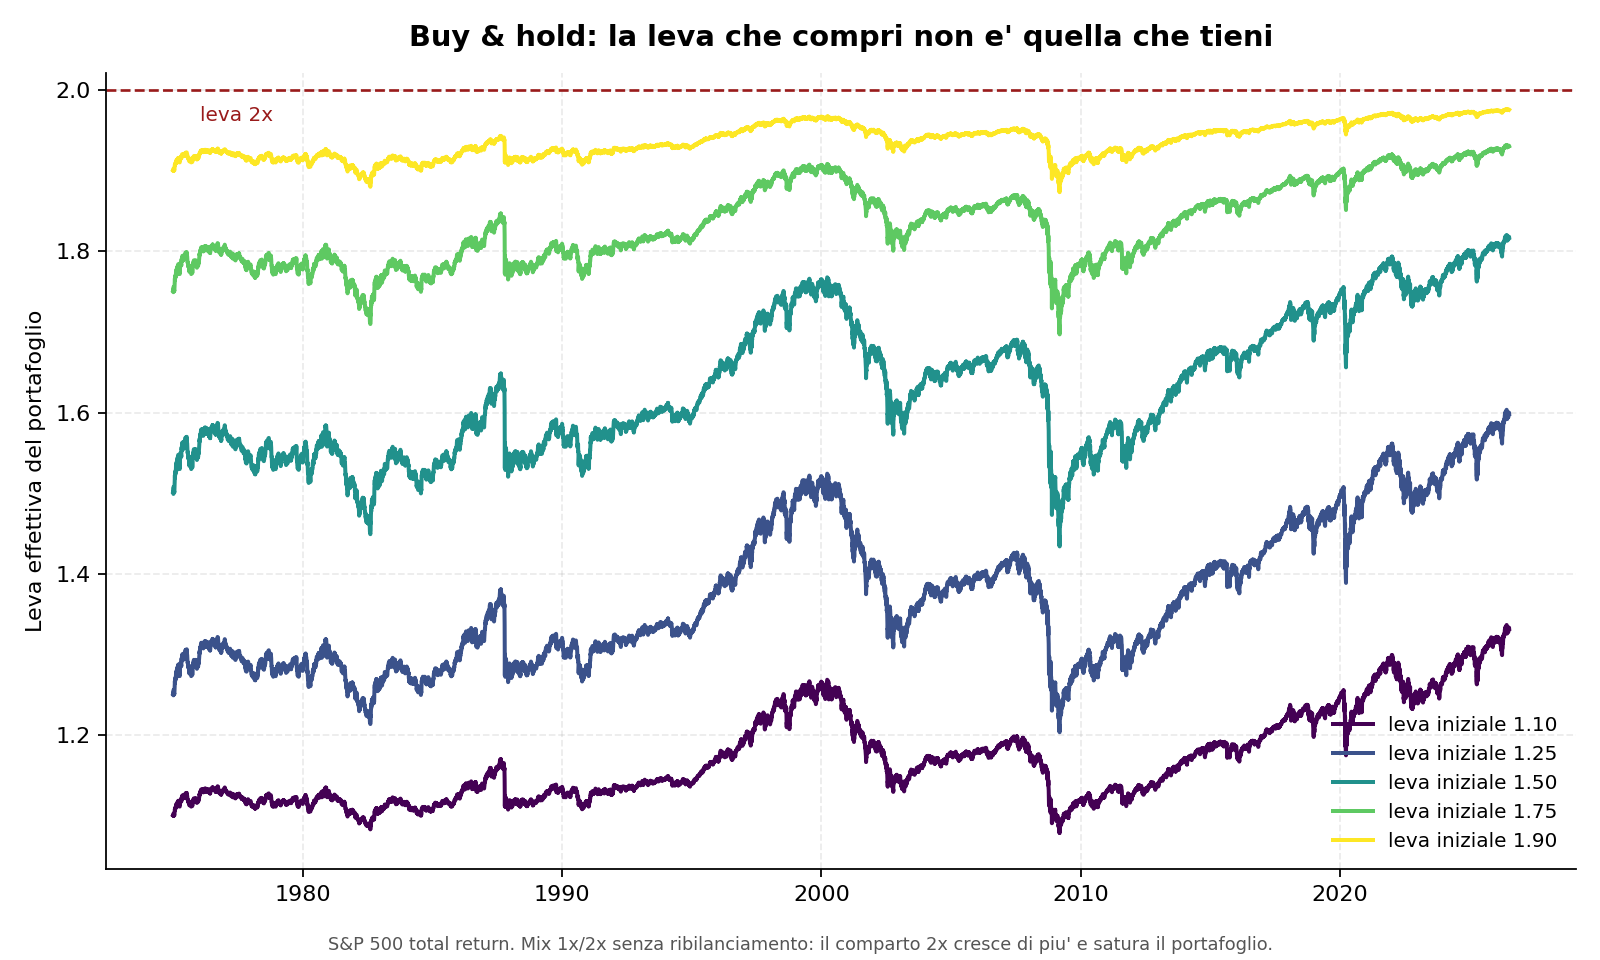 Buy & hold: la leva che compri non e' quella che tieni
Leva effettiva del portafoglio
2.0
1.8
1.6
1.4
1.2
leva 2x
leva iniziale 1.10
leva iniziale 1.25
leva iniziale 1.50
leva iniziale 1.75
leva iniziale 1.90
1980
1990
2000
2010
2020
S&P 500 total return. Mix 1x/2x senza ribilanciamento: il comparto 2x cresce di piu' e satura il portafoglio.